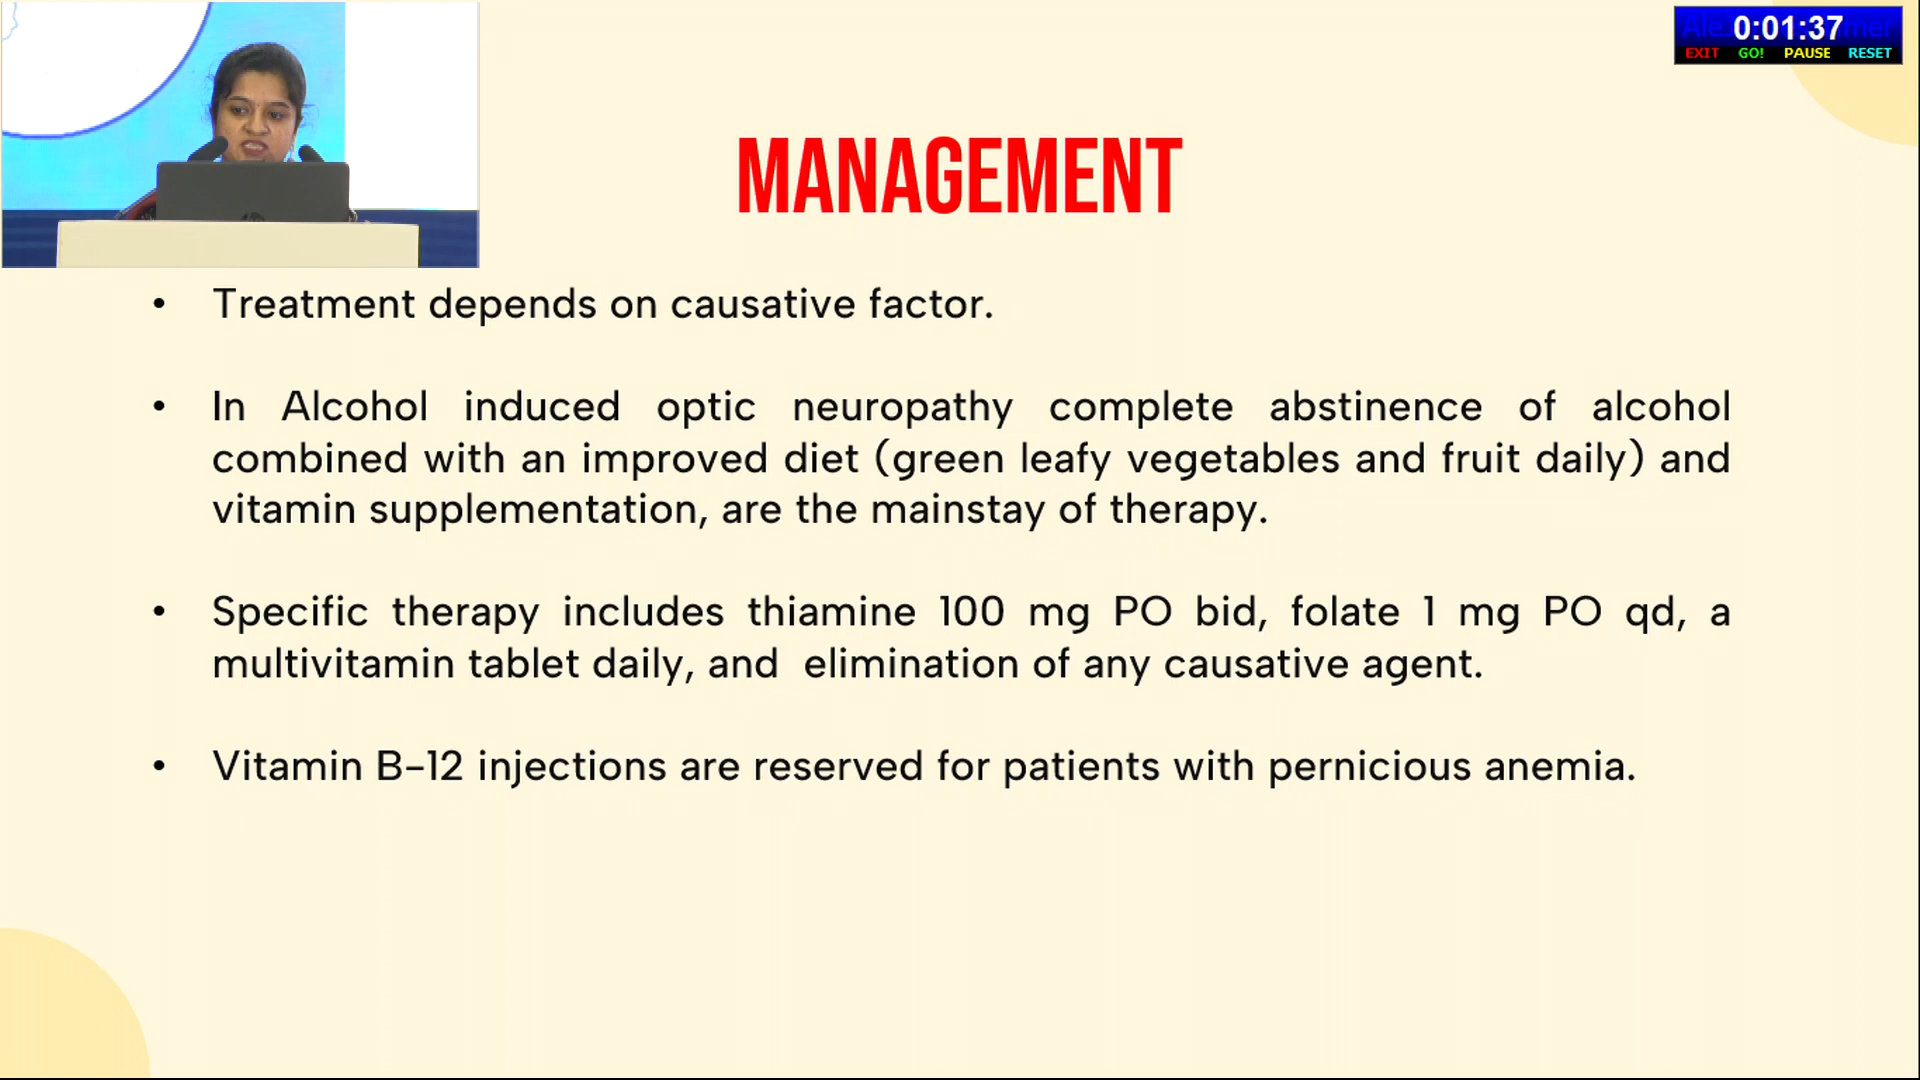 0:01:37
EXIT GO! PAUSE RESET
MANAGEMENT
• Treatment depends on causative factor.
• In Alcohol induced optic neuropathy complete abstinence of alcohol
combined with an improved diet (green leafy vegetables and fruit daily) and
vitamin supplementation, are the mainstay of therapy.
• Specific therapy includes thiamine 100 mg PO bid, folate 1 mg PO qd, a
multivitamin tablet daily, and elimination of any causative agent.
• Vitamin B-12 injections are reserved for patients with pernicious anemia.